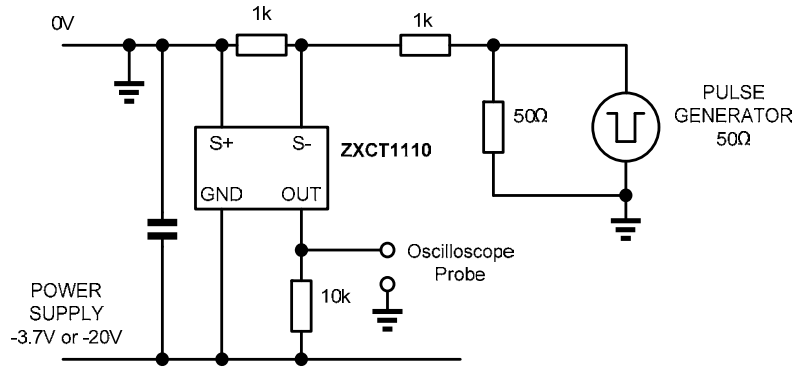 0V
1k
1k
S+
S-
ZXCT1110
GND
OUT
50Ω
PULSE
GENERATOR
50Ω
Oscilloscope
Probe
10k
POWER
SUPPLY
-3.7V or -20V